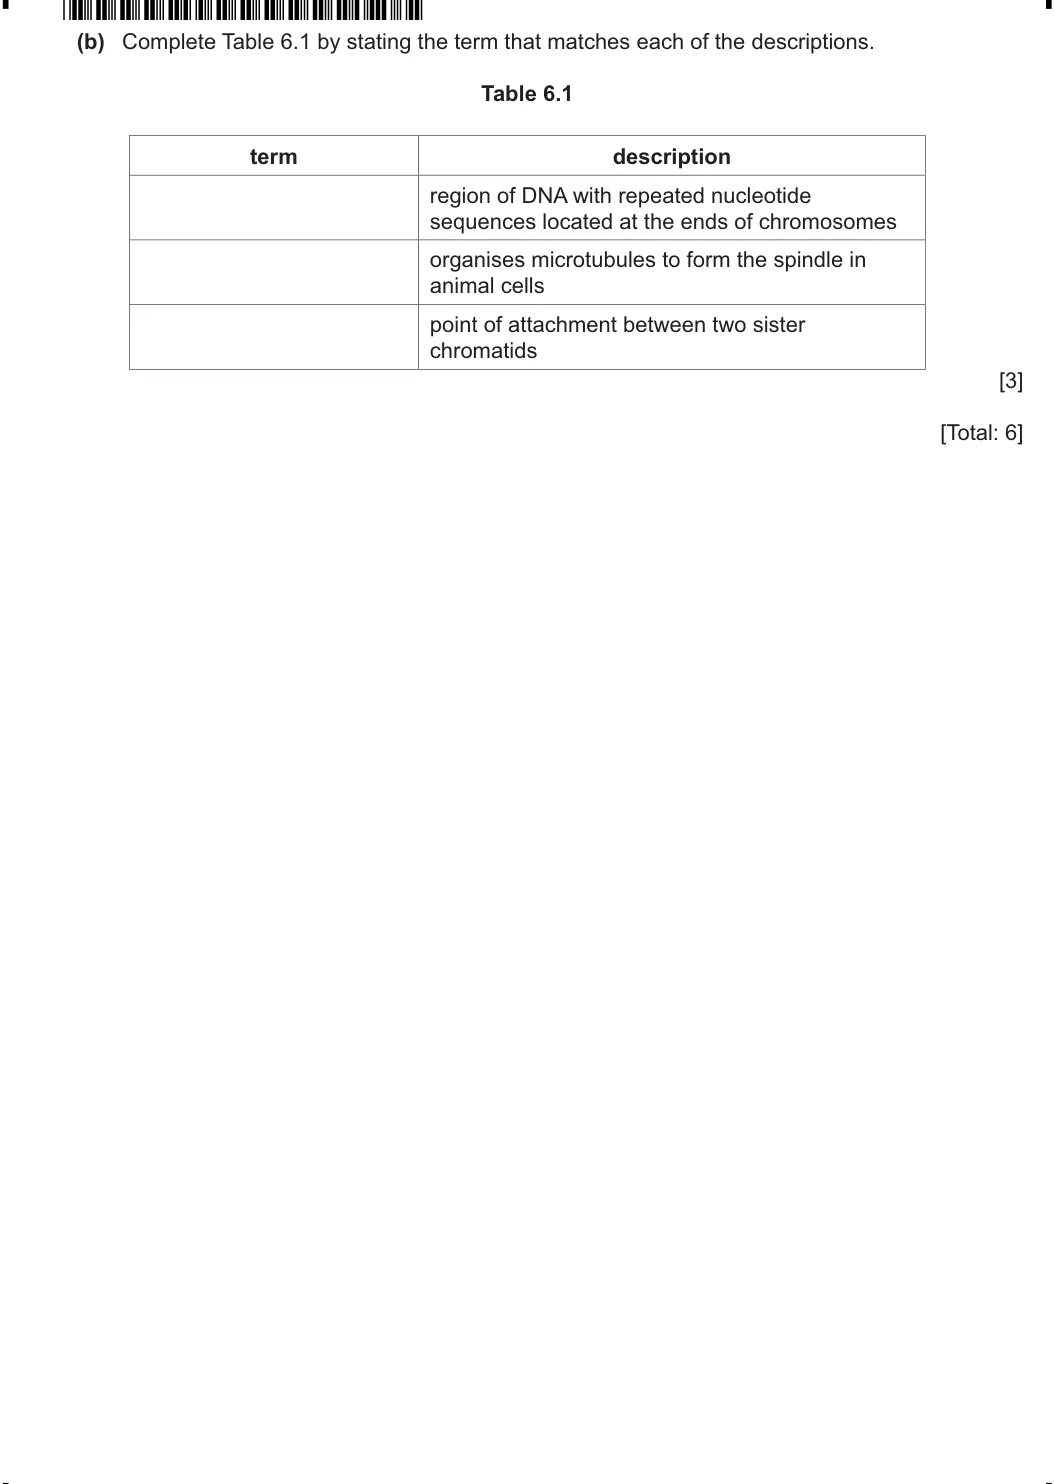 (b) Complete Table 6.1 by stating the term that matches each of the descriptions.
Table 6.1
term description
region of DNA with repeated nucleotide
sequences located at the ends of chromosomes
organises microtubules to form the spindle in
animal cells
point of attachment between two sister
chromatids
[3]
[Total: 6]